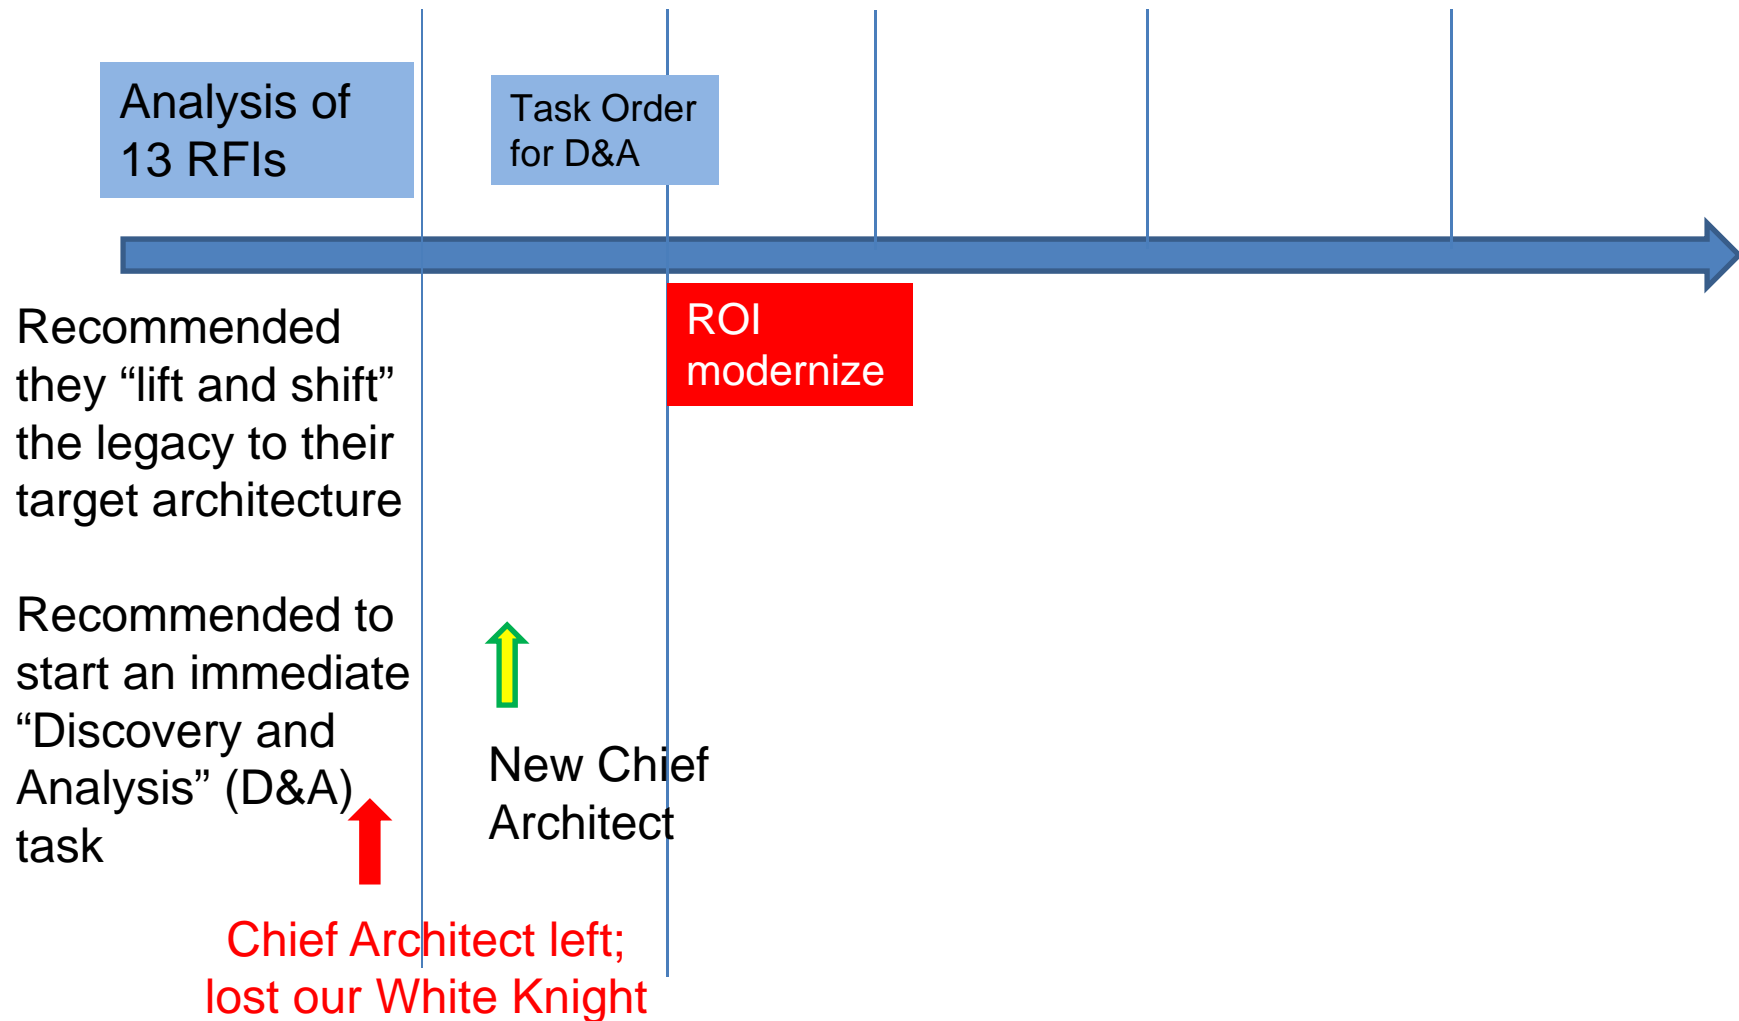 Analysis of
13 RFIs
Task Order
for D&A
ROI
modernize
Recommended
they “lift and shift”
the legacy to their
target architecture
Recommended to
start an immediate
“Discovery and
Analysis” (D&A)
task
New Chief
Architect
Chief Architect left;
lost our White Knight